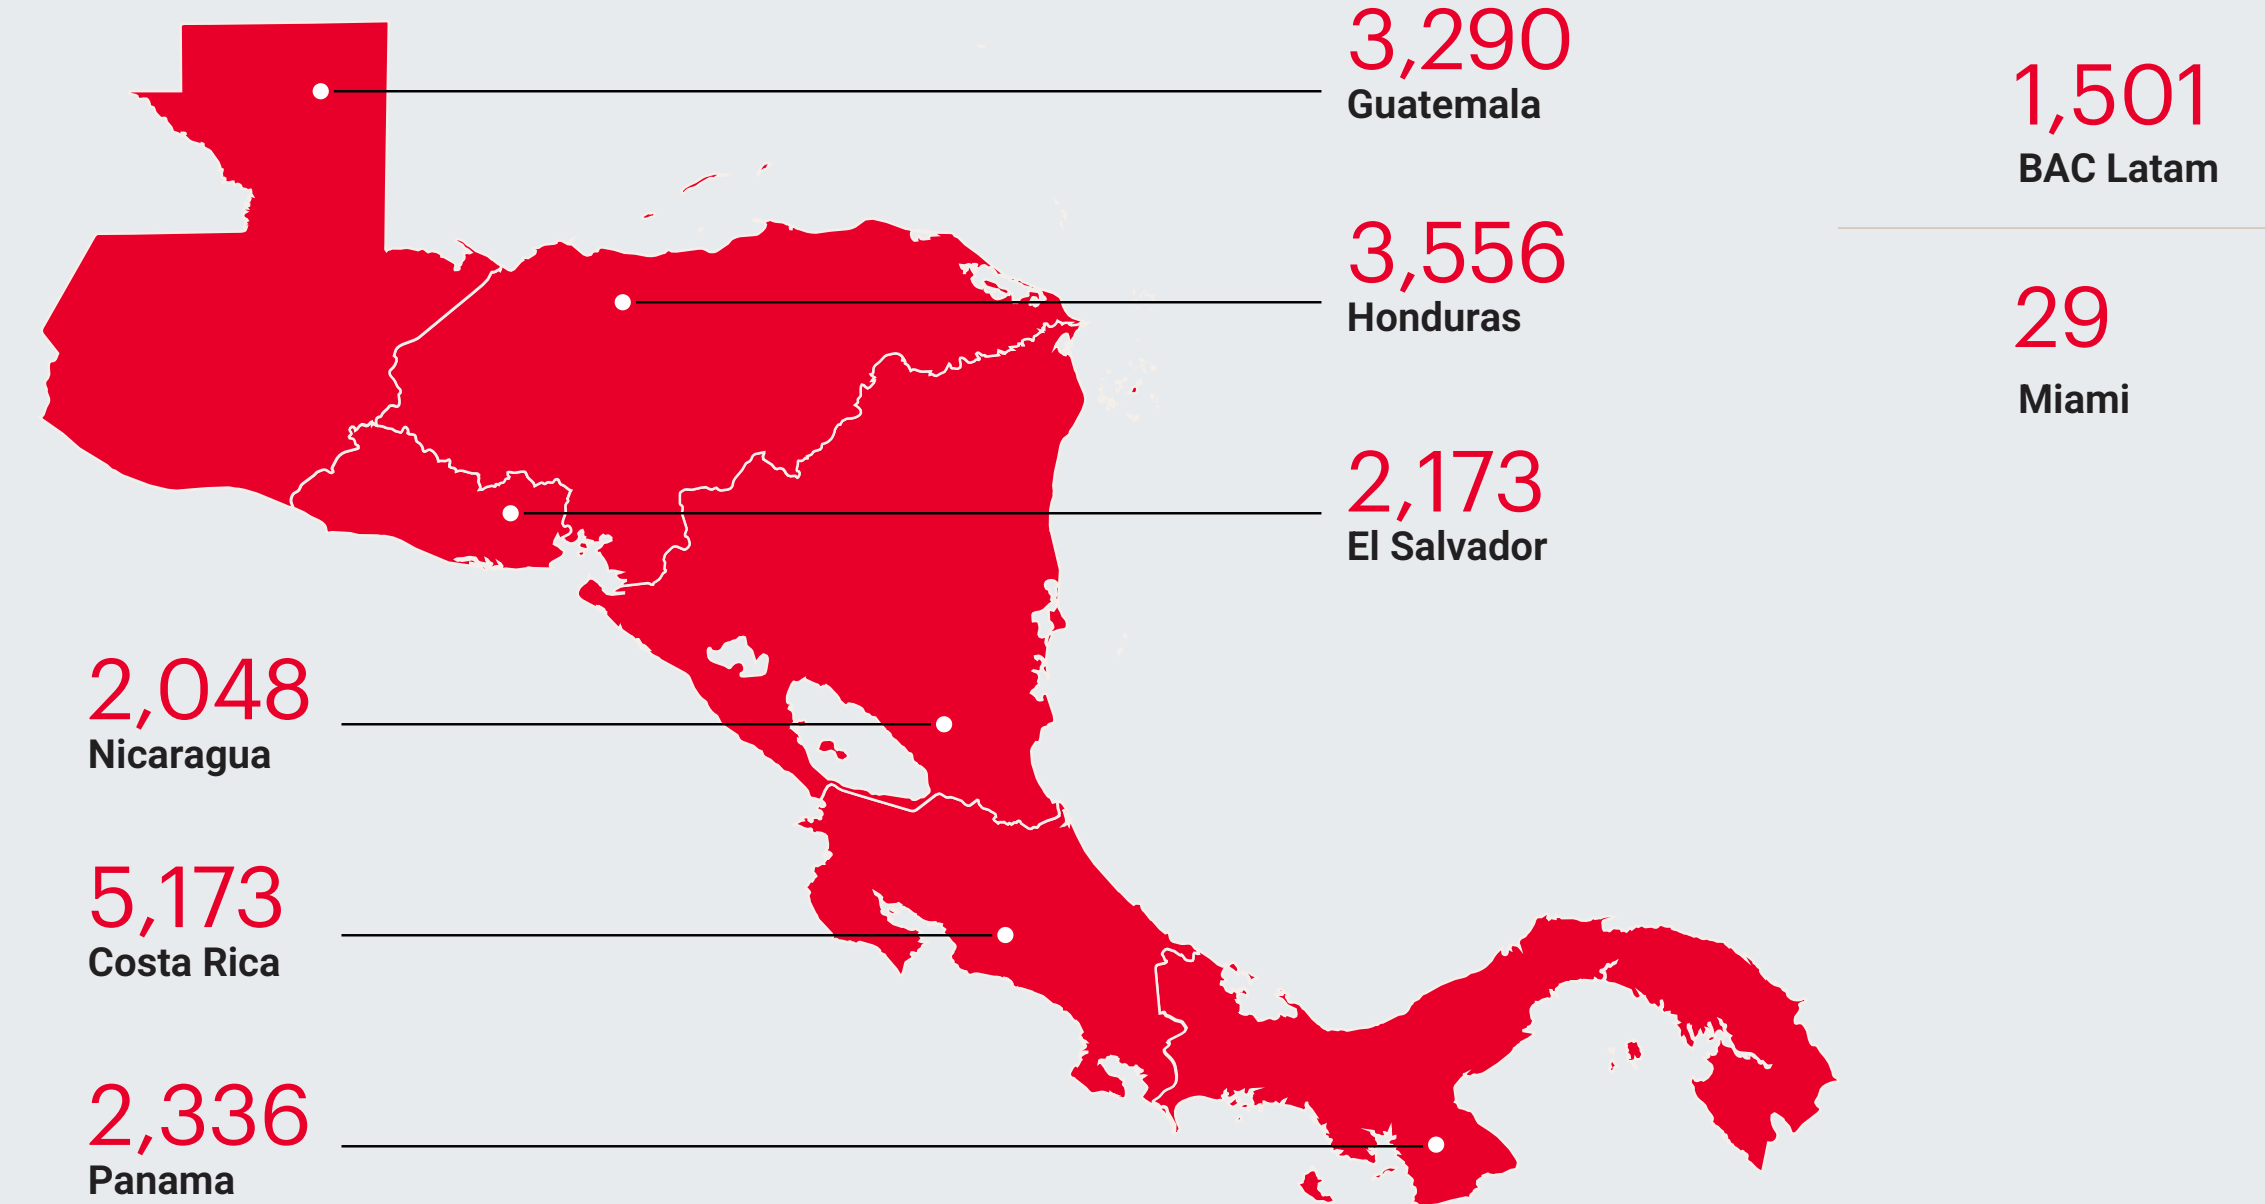 3,290
Guatemala
3,556
Honduras
2,173
El Salvador
2,048
Nicaragua
5,173
Costa Rica
2,336
Panama
1,501
BAC Latam
29
Miami